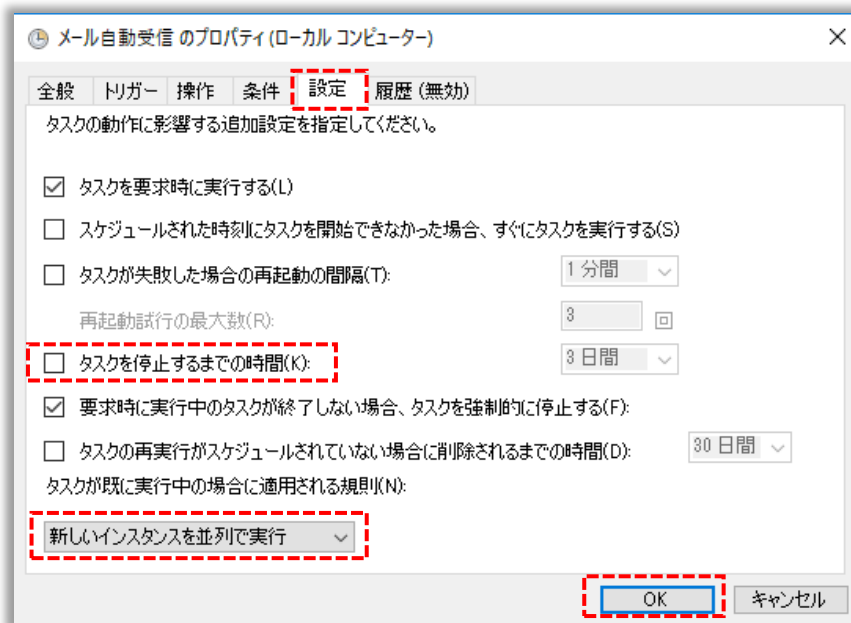 メール自動受信 のプロパティ (ローカル コンピューター)
全般 トリガー 操作 条件 設定 履歴 (無効)
タスクの動作に影響する追加設定を指定してください。
タスクを要求時に実行する(L)
スケジュールされた時刻にタスクを開始できなかった場合、すぐにタスクを実行する(S)
タスクが失敗した場合の再起動の間隔(T): 1 分間
再起動試行の最大数(R): 3 回
タスクを停止するまでの時間(K): 3 日間
要求時に実行中のタスクが終了しない場合、タスクを強制的に停止する(F):
タスクの再実行がスケジュールされていない場合に削除されるまでの時間(D): 30 日間
タスクが既に実行中の場合に適用される規則(N):
新しいインスタンスを並列で実行
OK キャンセル